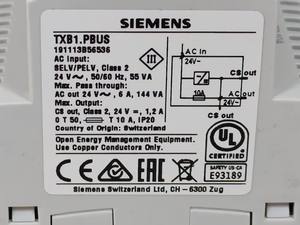 SIEMENS
TXB1.PBUS
191113B56536
AC Input:
SELV/PELV, Class 2
24 V~, 50/60 Hz, 55 VA
Max. Pass through:
AC out 24 V~, 6 A, 144 VA
Max. Output:
CS out, Class 2, 24 V⎓, 1,2 A
0 T 50, T 10 A, IP20
Country of Origin: Switzerland
Open Energy Management Equipment.
Use Copper Conductors Only.
Siemens Switzerland Ltd, CH - 6300 Zug
AC in
24V~
CS out
10A
24V~
AC out
CS out
UL
CERTIFIED
SAFETY US-CA
E93189